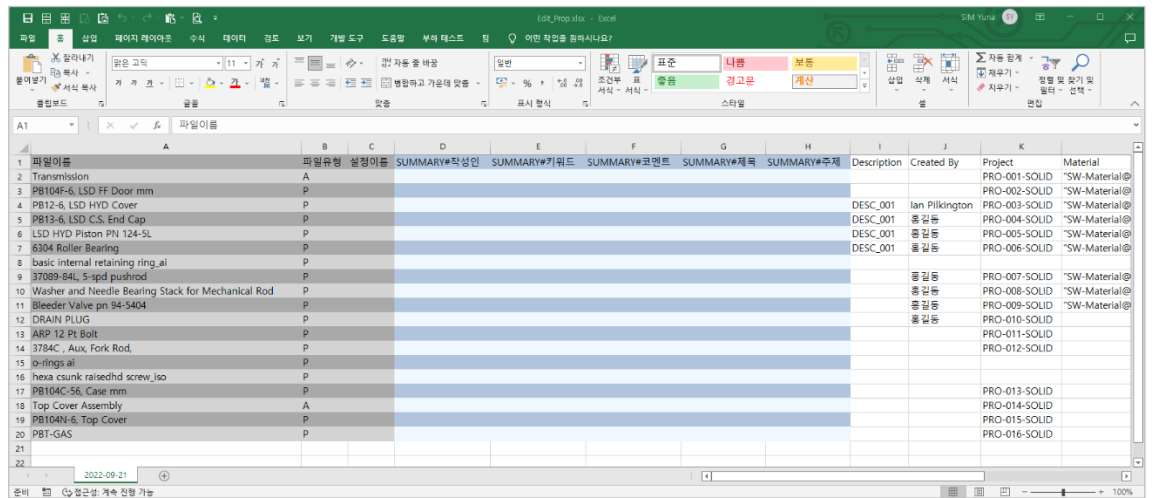 Edit_Prop.xlsx - Excel SIM Yuna SY
파일 홈 삽입 페이지 레이아웃 수식 데이터 검토 보기 개발 도구 도움말 부하 테스트 팀 어떤 작업을 원하시나요?
잘라내기 맑은 고딕 11 자동 줄 바꿈 일반 표준 나쁨 보통 자동 합계
붙여넣기 복사 채우기
서식 복사 병합하고 가운데 맞춤 조건부 서식 표 서식 좋음 경고문 계산 삽입 삭제 서식 지우기 정렬 및 필터 찾기 및 선택
클립보드 글꼴 맞춤 표시 형식 스타일 셀 편집
A1 fx 파일이름
A B C D E F G H I J K
1 파일이름 파일유형 설정이름 SUMMARY#작성인 SUMMARY#키워드 SUMMARY#코멘트 SUMMARY#제목 SUMMARY#주제 Description Created By Project Material
2 Transmission A PRO-001-SOLID "SW-Material@
3 PB104F-6, LSD FF Door mm P PRO-002-SOLID "SW-Material@
4 PB12-6, LSD HYD Cover P DESC_001 Ian Pilkington PRO-003-SOLID "SW-Material@
5 PB13-6, LSD C.S. End Cap P DESC_001 홍길동 PRO-004-SOLID "SW-Material@
6 LSD HYD Piston PN 124-5L P DESC_001 홍길동 PRO-005-SOLID "SW-Material@
7 6304 Roller Bearing P DESC_001 홍길동 PRO-006-SOLID "SW-Material@
8 basic internal retaining ring_ai P
9 37089-84L, 5-spd pushrod P 홍길동 PRO-007-SOLID "SW-Material@
10 Washer and Needle Bearing Stack for Mechanical Rod P 홍길동 PRO-008-SOLID "SW-Material@
11 Bleeder Valve pn 94-5404 P 홍길동 PRO-009-SOLID "SW-Material@
12 DRAIN PLUG P 홍길동 PRO-010-SOLID
13 ARP 12 Pt Bolt P PRO-011-SOLID
14 3784C , Aux, Fork Rod, P PRO-012-SOLID
15 o-rings ai P
16 hexa csunk raisedhd screw_iso P
17 PB104C-56, Case mm P PRO-013-SOLID
18 Top Cover Assembly A PRO-014-SOLID
19 PB104N-6, Top Cover P PRO-015-SOLID
20 PBT-GAS P PRO-016-SOLID
21
22
2022-09-21
준비 접근성: 계속 진행 가능 100%